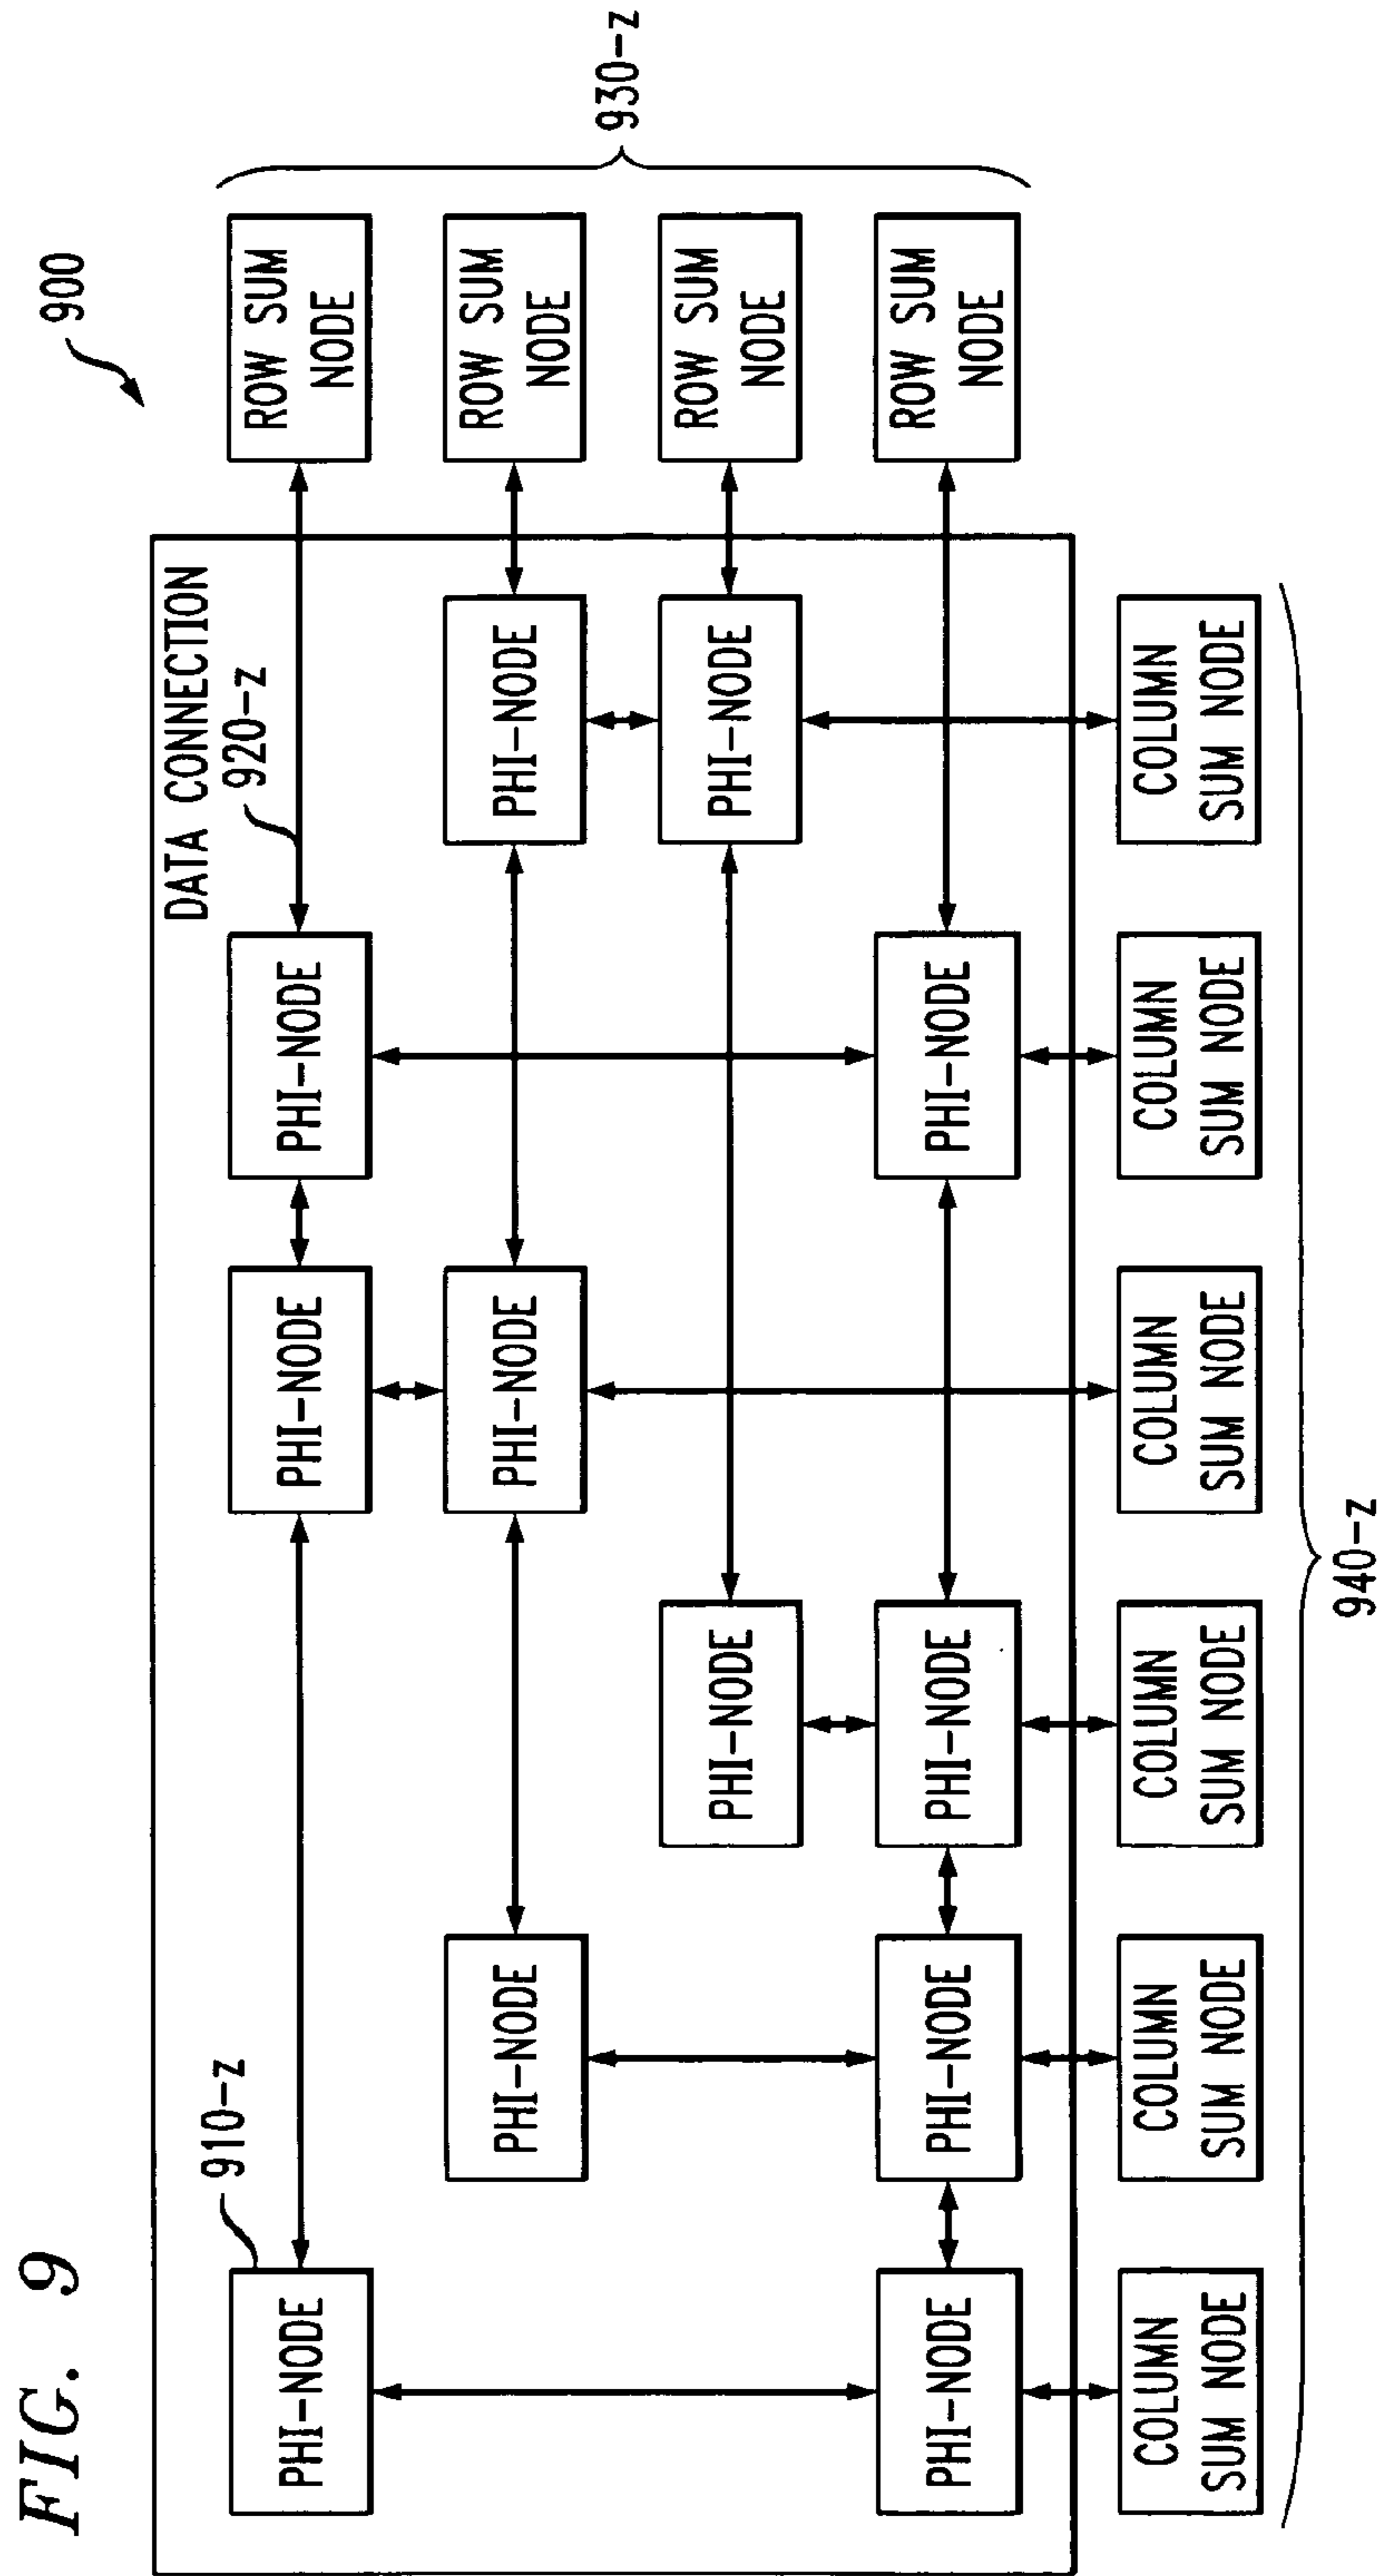 FIG. 9
900
DATA CONNECTION
910-z
920-z
PHI-NODE
PHI-NODE
PHI-NODE
ROW SUM
NODE
PHI-NODE
PHI-NODE
PHI-NODE
ROW SUM
NODE
930-z
PHI-NODE
PHI-NODE
ROW SUM
NODE
PHI-NODE
PHI-NODE
PHI-NODE
PHI-NODE
ROW SUM
NODE
COLUMN
SUM NODE
COLUMN
SUM NODE
COLUMN
SUM NODE
COLUMN
SUM NODE
COLUMN
SUM NODE
COLUMN
SUM NODE
940-z